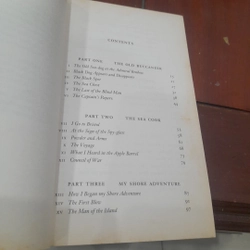 CONTENTS
PART ONE THE OLD BUCCANEER
The Old Sea-dog at the Admiral Benbow
Black Dog Appears and Disappears
The Black Spot
The Sea Chest
The Last of the Blind Man
The Captain's Papers
PART TWO THE SEA COOK
I Go to Bristol
At the Sign of the Spy-glass
Powder and Arms
The Voyage
What I Heard in the Apple Barrel
Council of War
PART THREE MY SHORE ADVENTURE
How I Began my Shore Adventure
The First Blow
The Man of the Island